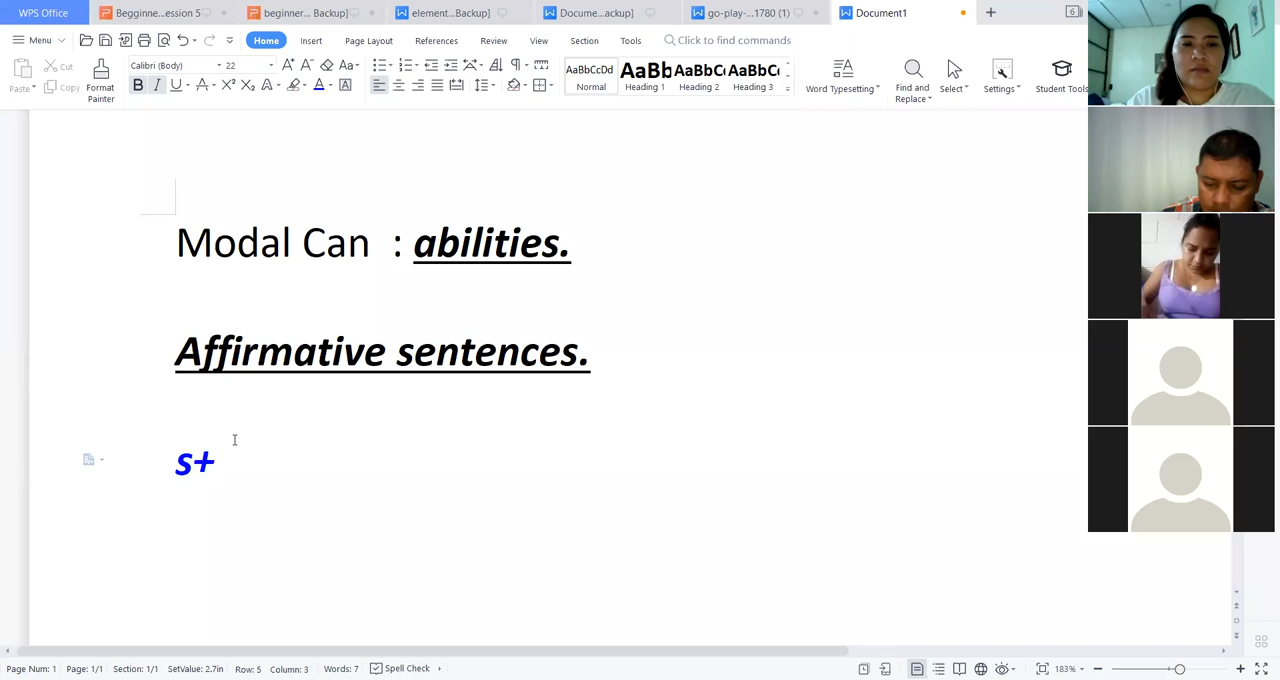 WPS Office Begginne...ession 5 beginner... Backup] element...Backup] Docume...ackup] go-play-...1780 (1) Document1 6
Menu Home Insert Page Layout References Review View Section Tools Click to find commands
Paste Cut Copy Format Painter Calibri (Body) 22 AaBbCcDd AaBb AaBbC AaBbC Word Typesetting Find and Replace Select Settings Student Tools
Normal Heading 1 Heading 2 Heading 3
Modal Can : abilities.
Affirmative sentences.
s+
Page Num: 1 Page: 1/1 Section: 1/1 SetValue: 2.7in Row: 5 Column: 3 Words: 7 Spell Check 183%